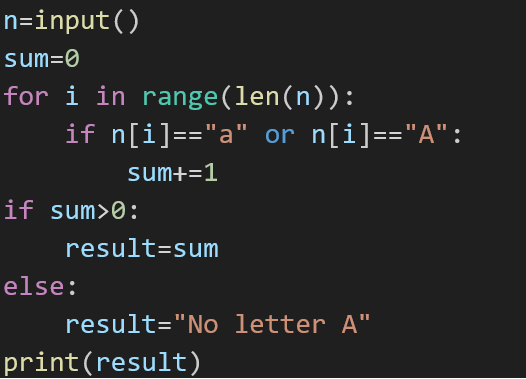 n=input()
sum=0
for i in range(len(n)):
    if n[i]=="a" or n[i]=="A":
        sum+=1
if sum>0:
    result=sum
else:
    result="No letter A"
print(result)